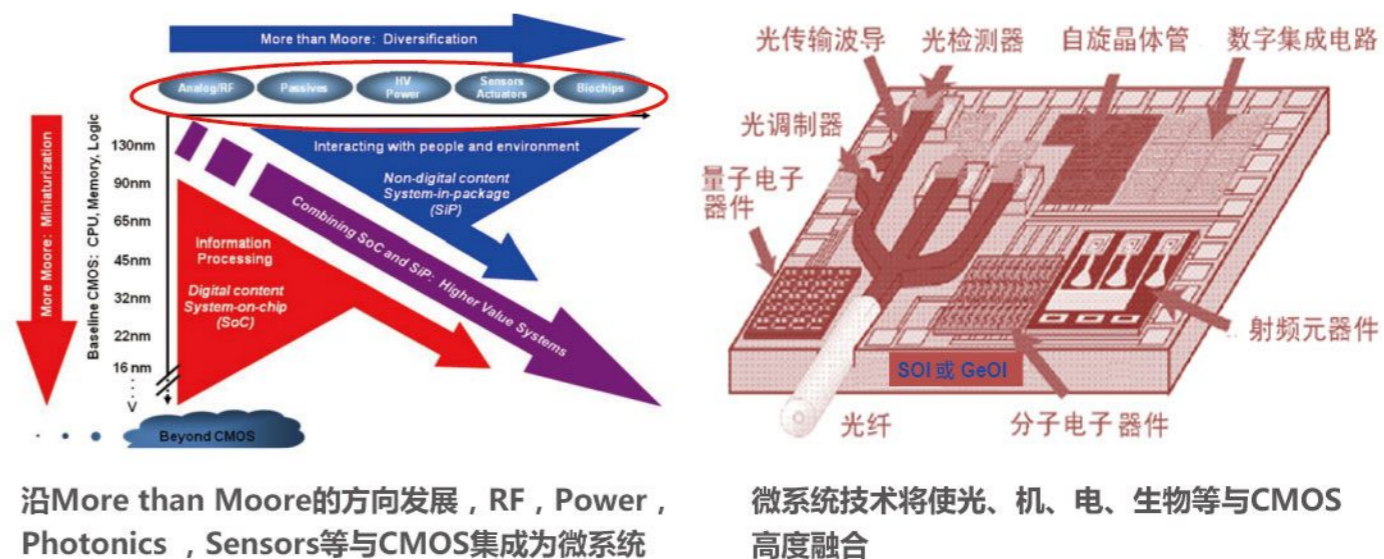 More than Moore: Diversification
Analog/RF
Passives
HV
Power
Sensors
Actuators
Biochips
More Moore: Miniaturization
Baseline CMOS: CPU, Memory, Logic
130nm
90nm
65nm
45nm
32nm
22nm
16 nm
V
Interacting with people and environment
Non-digital content
System-in-package
(SiP)
Combining SoC and SiP: Higher Value Systems
Information
Processing
Digital content
System-on-chip
(SoC)
Beyond CMOS
沿More than Moore的方向发展，RF，Power，
Photonics ，Sensors等与CMOS集成为微系统
光传输波导
光检测器
自旋晶体管
数字集成电路
光调制器
量子电子
器件
射频元器件
SOI 或 GeOI
光纤
分子电子器件
微系统技术将使光、机、电、生物等与CMOS
高度融合